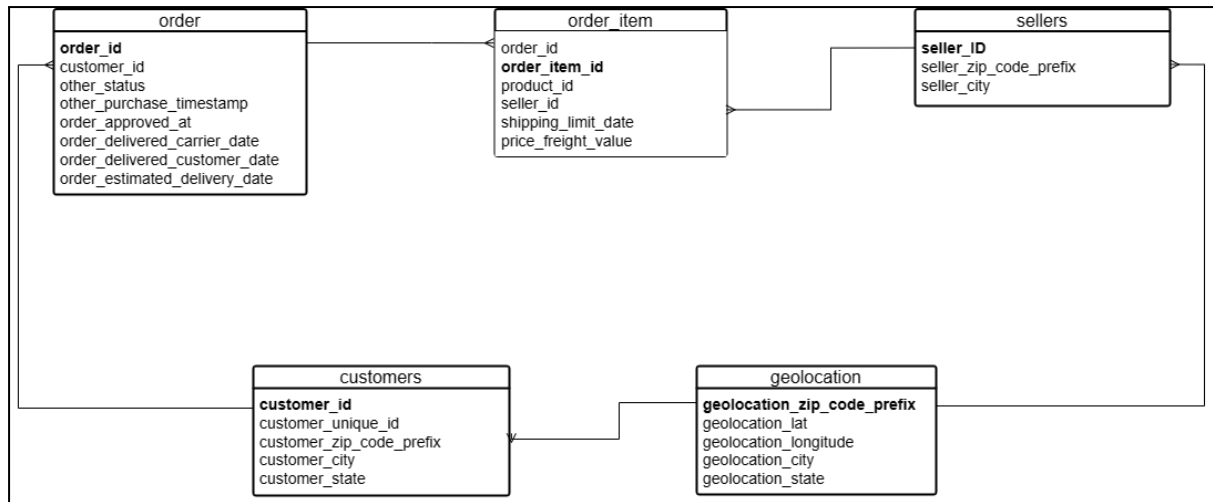 order
order_id
customer_id
other_status
other_purchase_timestamp
order_approved_at
order_delivered_carrier_date
order_delivered_customer_date
order_estimated_delivery_date
order_item
order_id
order_item_id
product_id
seller_id
shipping_limit_date
price_freight_value
sellers
seller_ID
seller_zip_code_prefix
seller_city
customers
customer_id
customer_unique_id
customer_zip_code_prefix
customer_city
customer_state
geolocation
geolocation_zip_code_prefix
geolocation_lat
geolocation_longitude
geolocation_city
geolocation_state